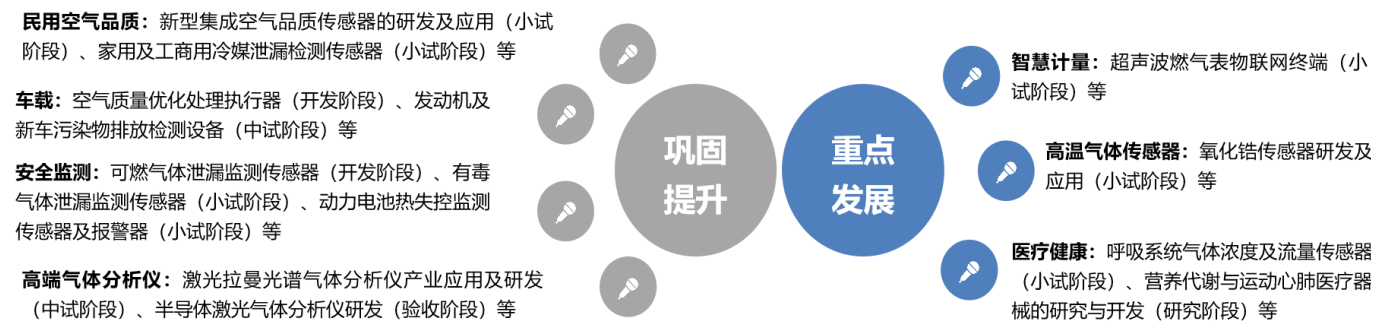 民用空气品质：新型集成空气品质传感器的研发及应用（小试
阶段）、家用及工商用冷媒泄漏检测传感器（小试阶段）等
车载：空气质量优化处理执行器（开发阶段）、发动机及
新车污染物排放检测设备（中试阶段）等
安全监测：可燃气体泄漏监测传感器（开发阶段）、有毒
气体泄漏监测传感器（小试阶段）、动力电池热失控监测
传感器及报警器（小试阶段）等
高端气体分析仪：激光拉曼光谱气体分析仪产业应用及研发
（中试阶段）、半导体激光气体分析仪研发（验收阶段）等
巩固
提升
重点
发展
智慧计量：超声波燃气表物联网终端（小
试阶段）等
高温气体传感器：氧化锆传感器研发及
应用（小试阶段）等
医疗健康：呼吸系统气体浓度及流量传感器
（小试阶段）、营养代谢与运动心肺医疗器
械的研究与开发（研究阶段）等